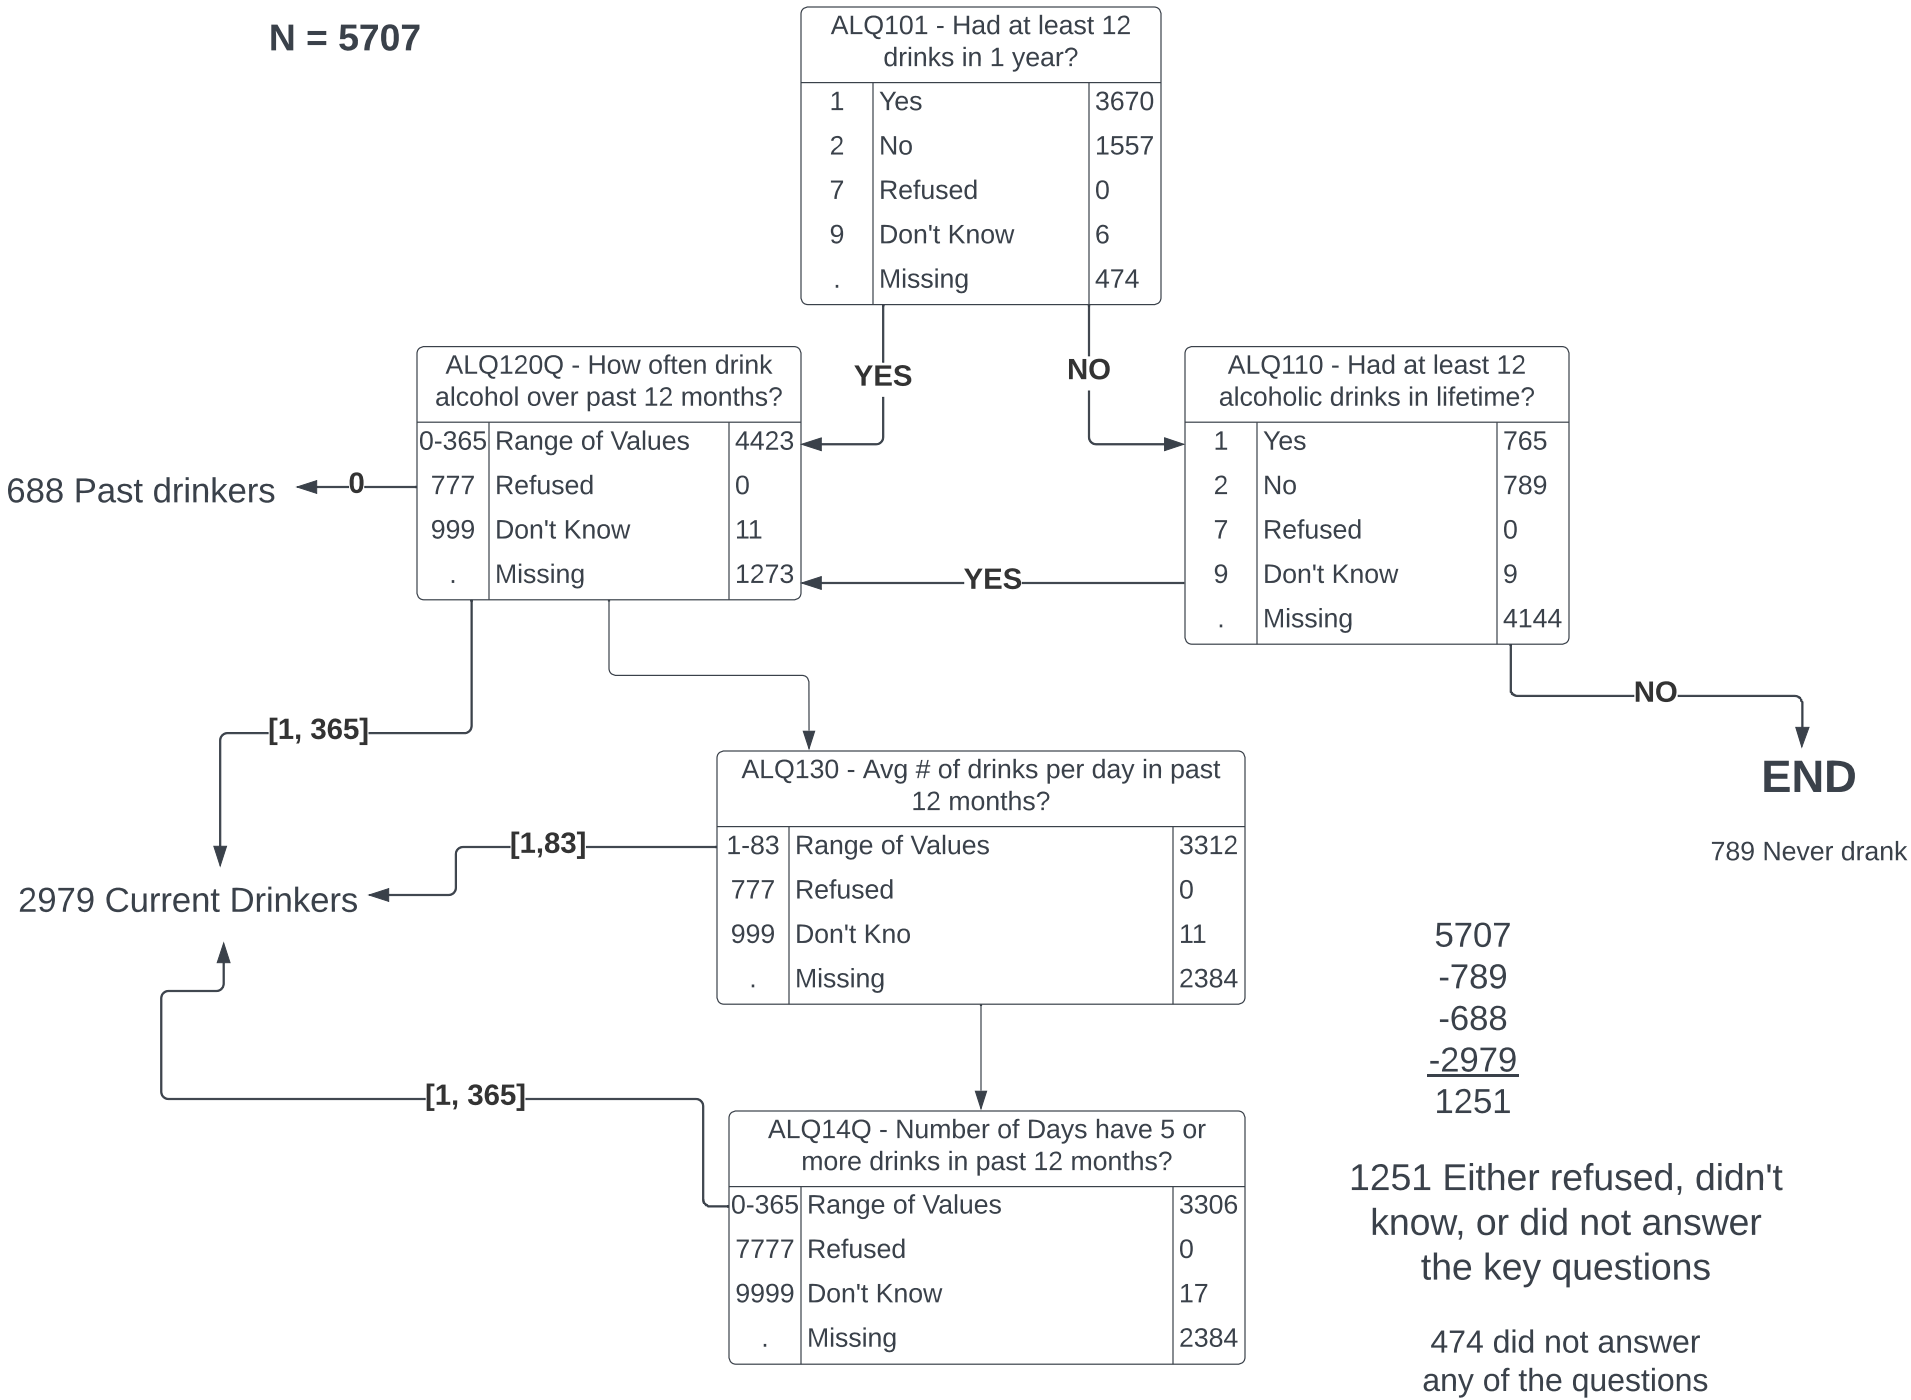 N = 5707
ALQ101 - Had at least 12
drinks in 1 year?
1 Yes 3670
2 No 1557
7 Refused 0
9 Don't Know 6
. Missing 474
YES
NO
ALQ120Q - How often drink
alcohol over past 12 months?
0-365 Range of Values 4423
777 Refused 0
999 Don't Know 11
. Missing 1273
ALQ110 - Had at least 12
alcoholic drinks in lifetime?
1 Yes 765
2 No 789
7 Refused 0
9 Don't Know 9
. Missing 4144
688 Past drinkers
0
YES
NO
END
789 Never drank
[1, 365]
ALQ130 - Avg # of drinks per day in past
12 months?
1-83 Range of Values 3312
777 Refused 0
999 Don't Kno 11
. Missing 2384
[1,83]
2979 Current Drinkers
[1, 365]
ALQ14Q - Number of Days have 5 or
more drinks in past 12 months?
0-365 Range of Values 3306
7777 Refused 0
9999 Don't Know 17
. Missing 2384
5707
-789
-688
-2979
1251
1251 Either refused, didn't
know, or did not answer
the key questions
474 did not answer
any of the questions